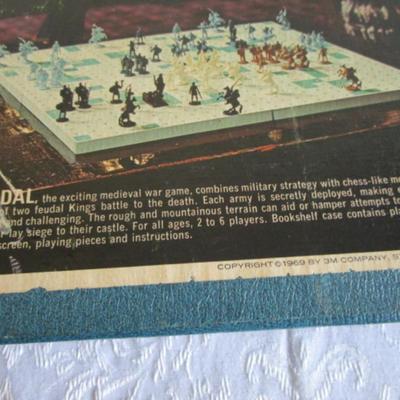 DAL, the exciting medieval war game, combines military strategy with chess-like
of two feudal Kings battle to the death. Each army is secretly deployed, making
and challenging. The rough and mountainous terrain can aid or hamper attempts to
lay siege to their castle. For all ages, 2 to 6 players. Bookshelf case contains
screen, playing pieces and instructions.
COPYRIGHT © 1969 BY 3M COMPANY,